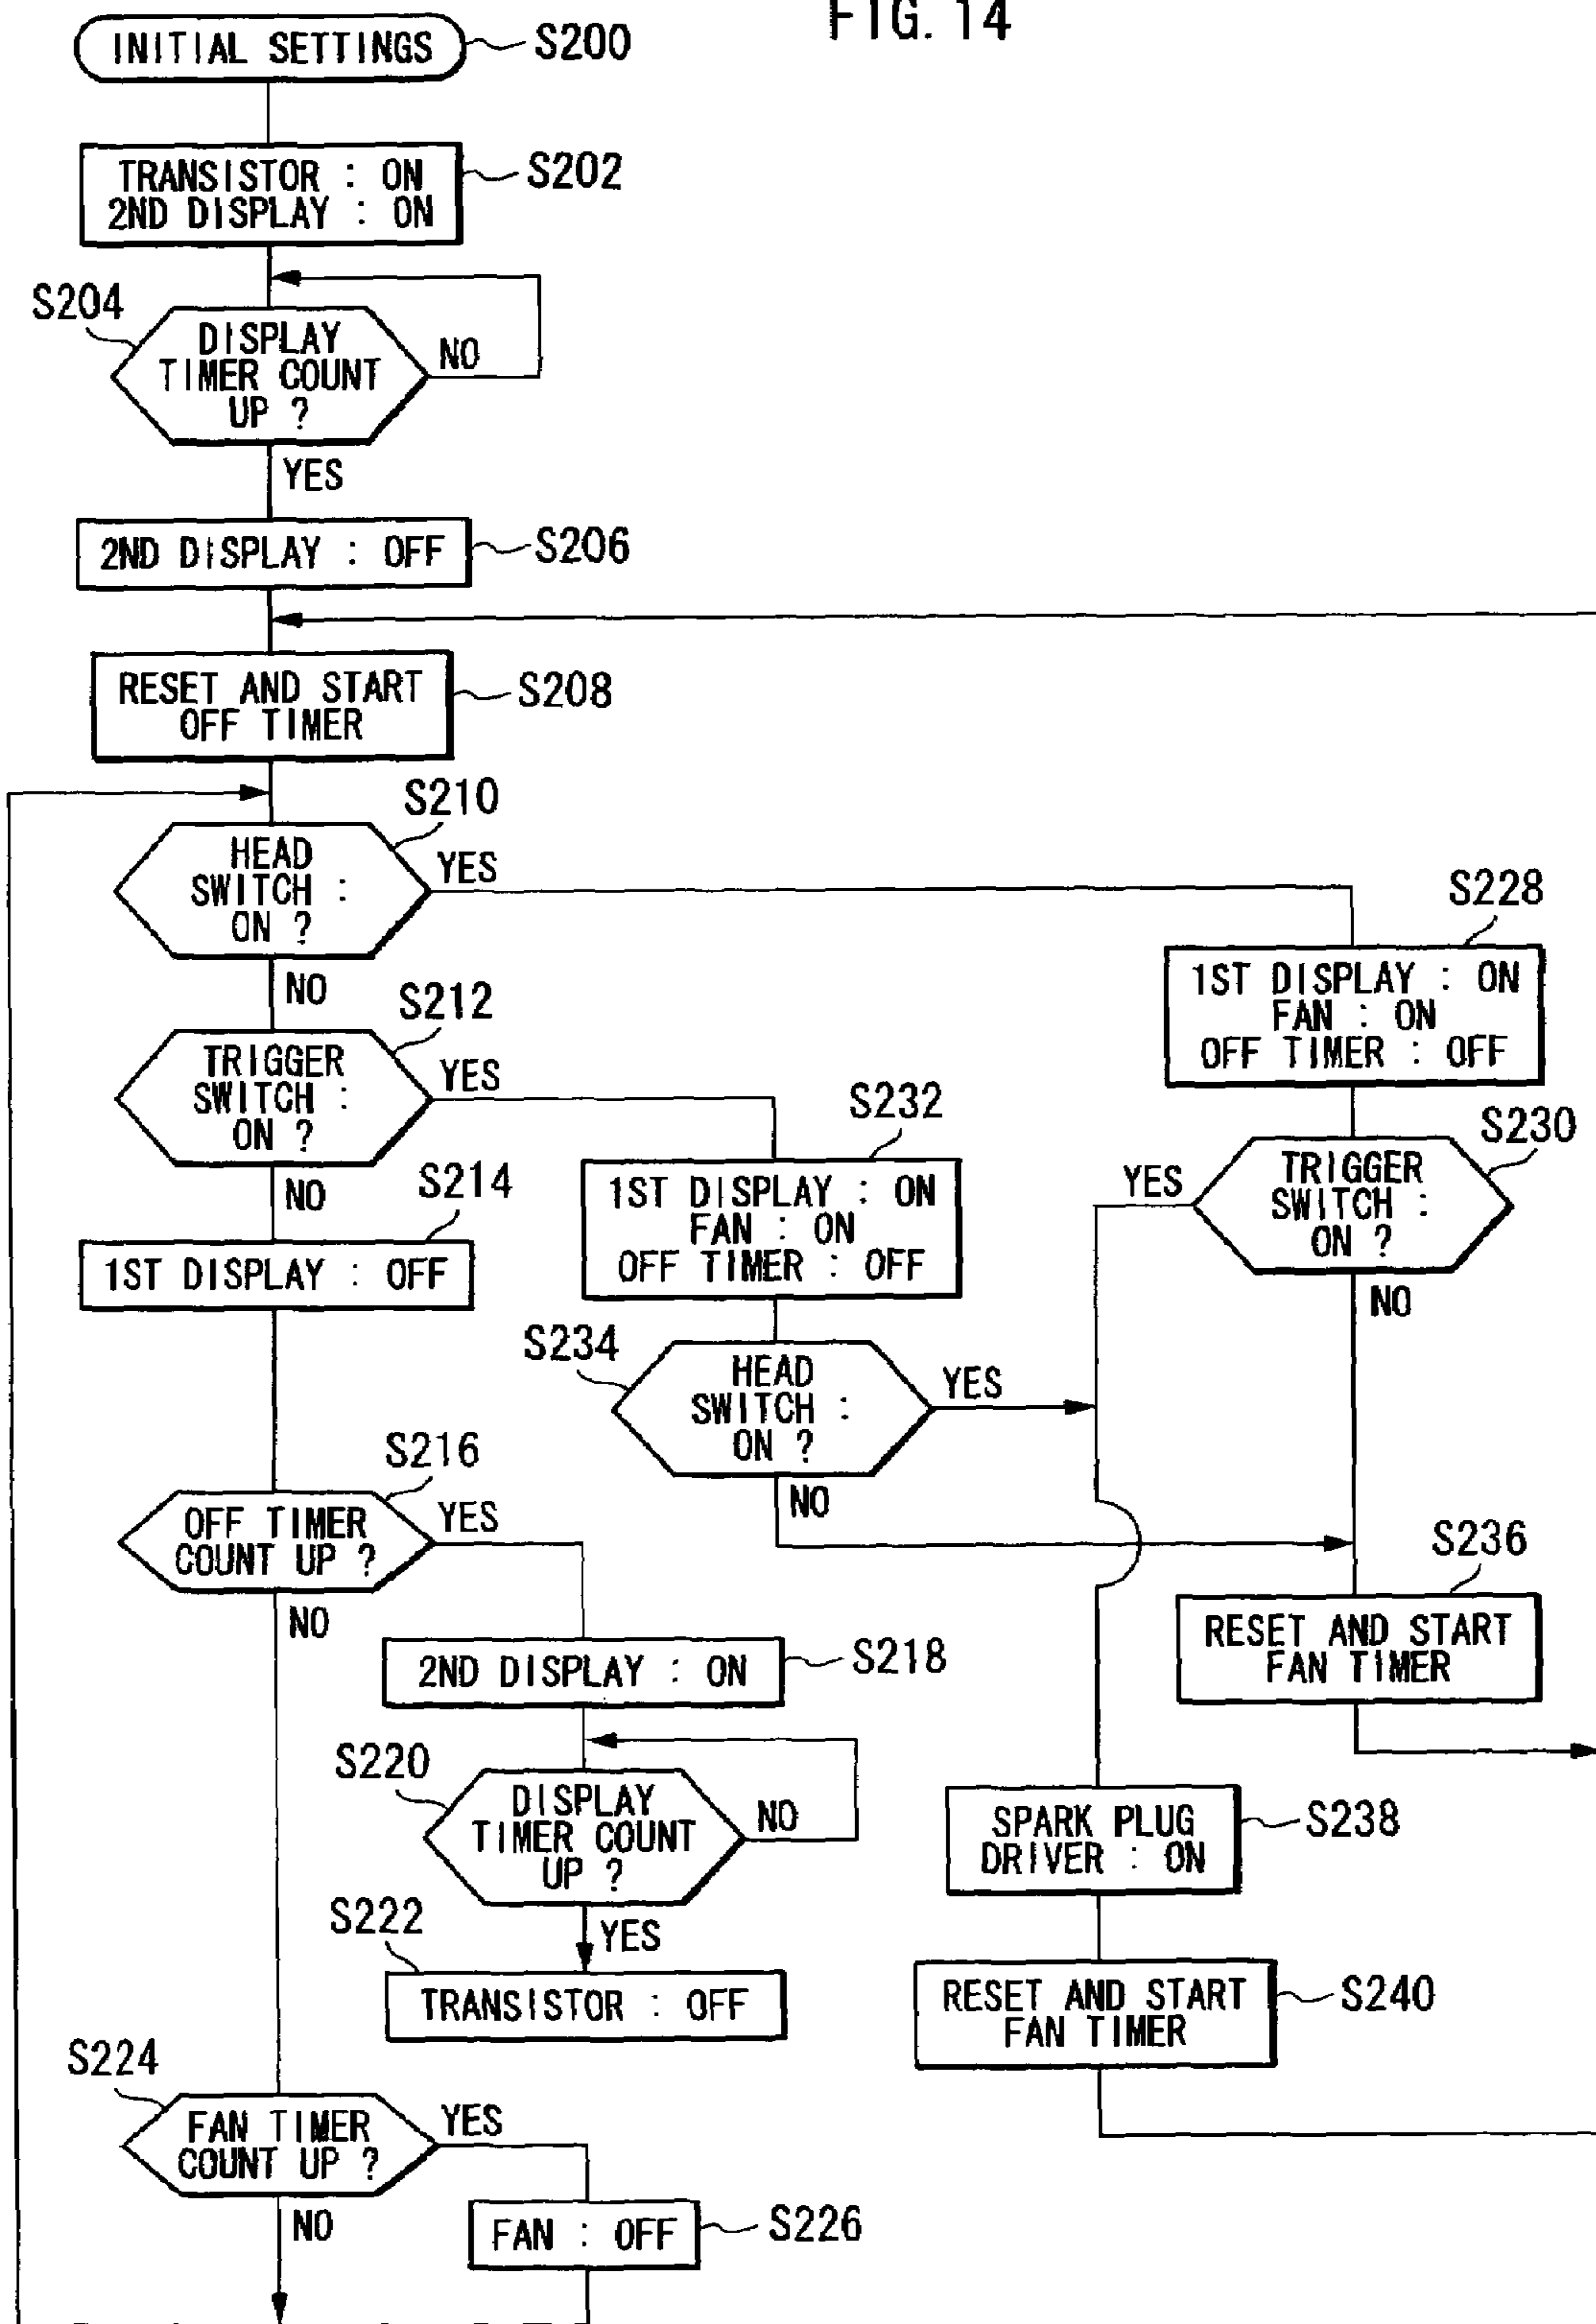 FIG. 14
INITIAL SETTINGS
S200
TRANSISTOR : ON
2ND DISPLAY : ON
S202
S204
DISPLAY
TIMER COUNT
UP ?
NO
YES
2ND DISPLAY : OFF
S206
RESET AND START
OFF TIMER
S208
S210
HEAD
SWITCH :
ON ?
YES
NO
S228
1ST DISPLAY : ON
FAN : ON
OFF TIMER : OFF
S212
TRIGGER
SWITCH :
ON ?
YES
NO
S232
1ST DISPLAY : ON
FAN : ON
OFF TIMER : OFF
S230
TRIGGER
SWITCH :
ON ?
YES
NO
S214
1ST DISPLAY : OFF
S234
HEAD
SWITCH :
ON ?
YES
NO
S216
OFF TIMER
COUNT UP ?
YES
NO
S236
RESET AND START
FAN TIMER
2ND DISPLAY : ON
S218
S220
DISPLAY
TIMER COUNT
UP ?
NO
YES
SPARK PLUG
DRIVER : ON
S238
S222
TRANSISTOR : OFF
RESET AND START
FAN TIMER
S240
S224
FAN TIMER
COUNT UP ?
YES
NO
FAN : OFF
S226